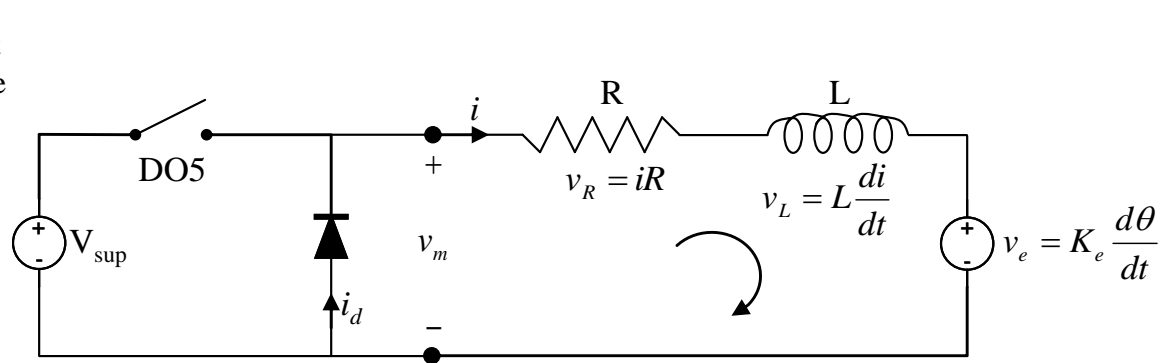 e
R
L
i
DO5
+
v_R = iR
v_L = L di/dt
+
-
V_sup
v_m
+
-
v_e = K_e dθ/dt
i_d
−